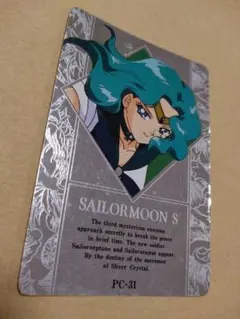 SAILORMOON S
The third mysterious enemies
approach secretly to break the peace
in brief time. The new soldier
Sailorneptune and Sailoruranus appear.
By the destiny of the successor
of Silver Crystal.
PC-31